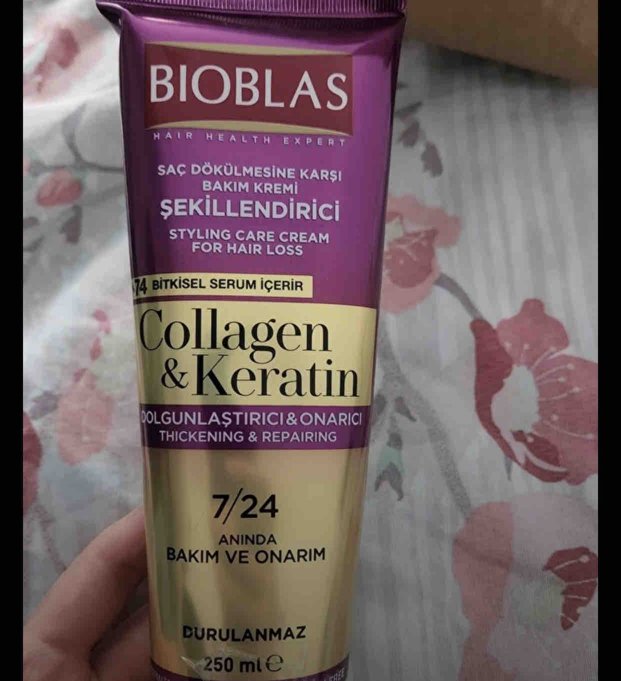 BIOBLAS
HAIR HEALTH EXPERT
SAÇ DÖKÜLMESİNE KARŞI
BAKIM KREMİ
ŞEKİLLENDİRİCİ
STYLING CARE CREAM
FOR HAIR LOSS
74 BİTKİSEL SERUM İÇERİR
Collagen
& Keratin
DOLGUNLAŞTIRICI & ONARICI
THICKENING & REPAIRING
7/24
ANINDA
BAKIM VE ONARIM
DURULANMAZ
250 ml e